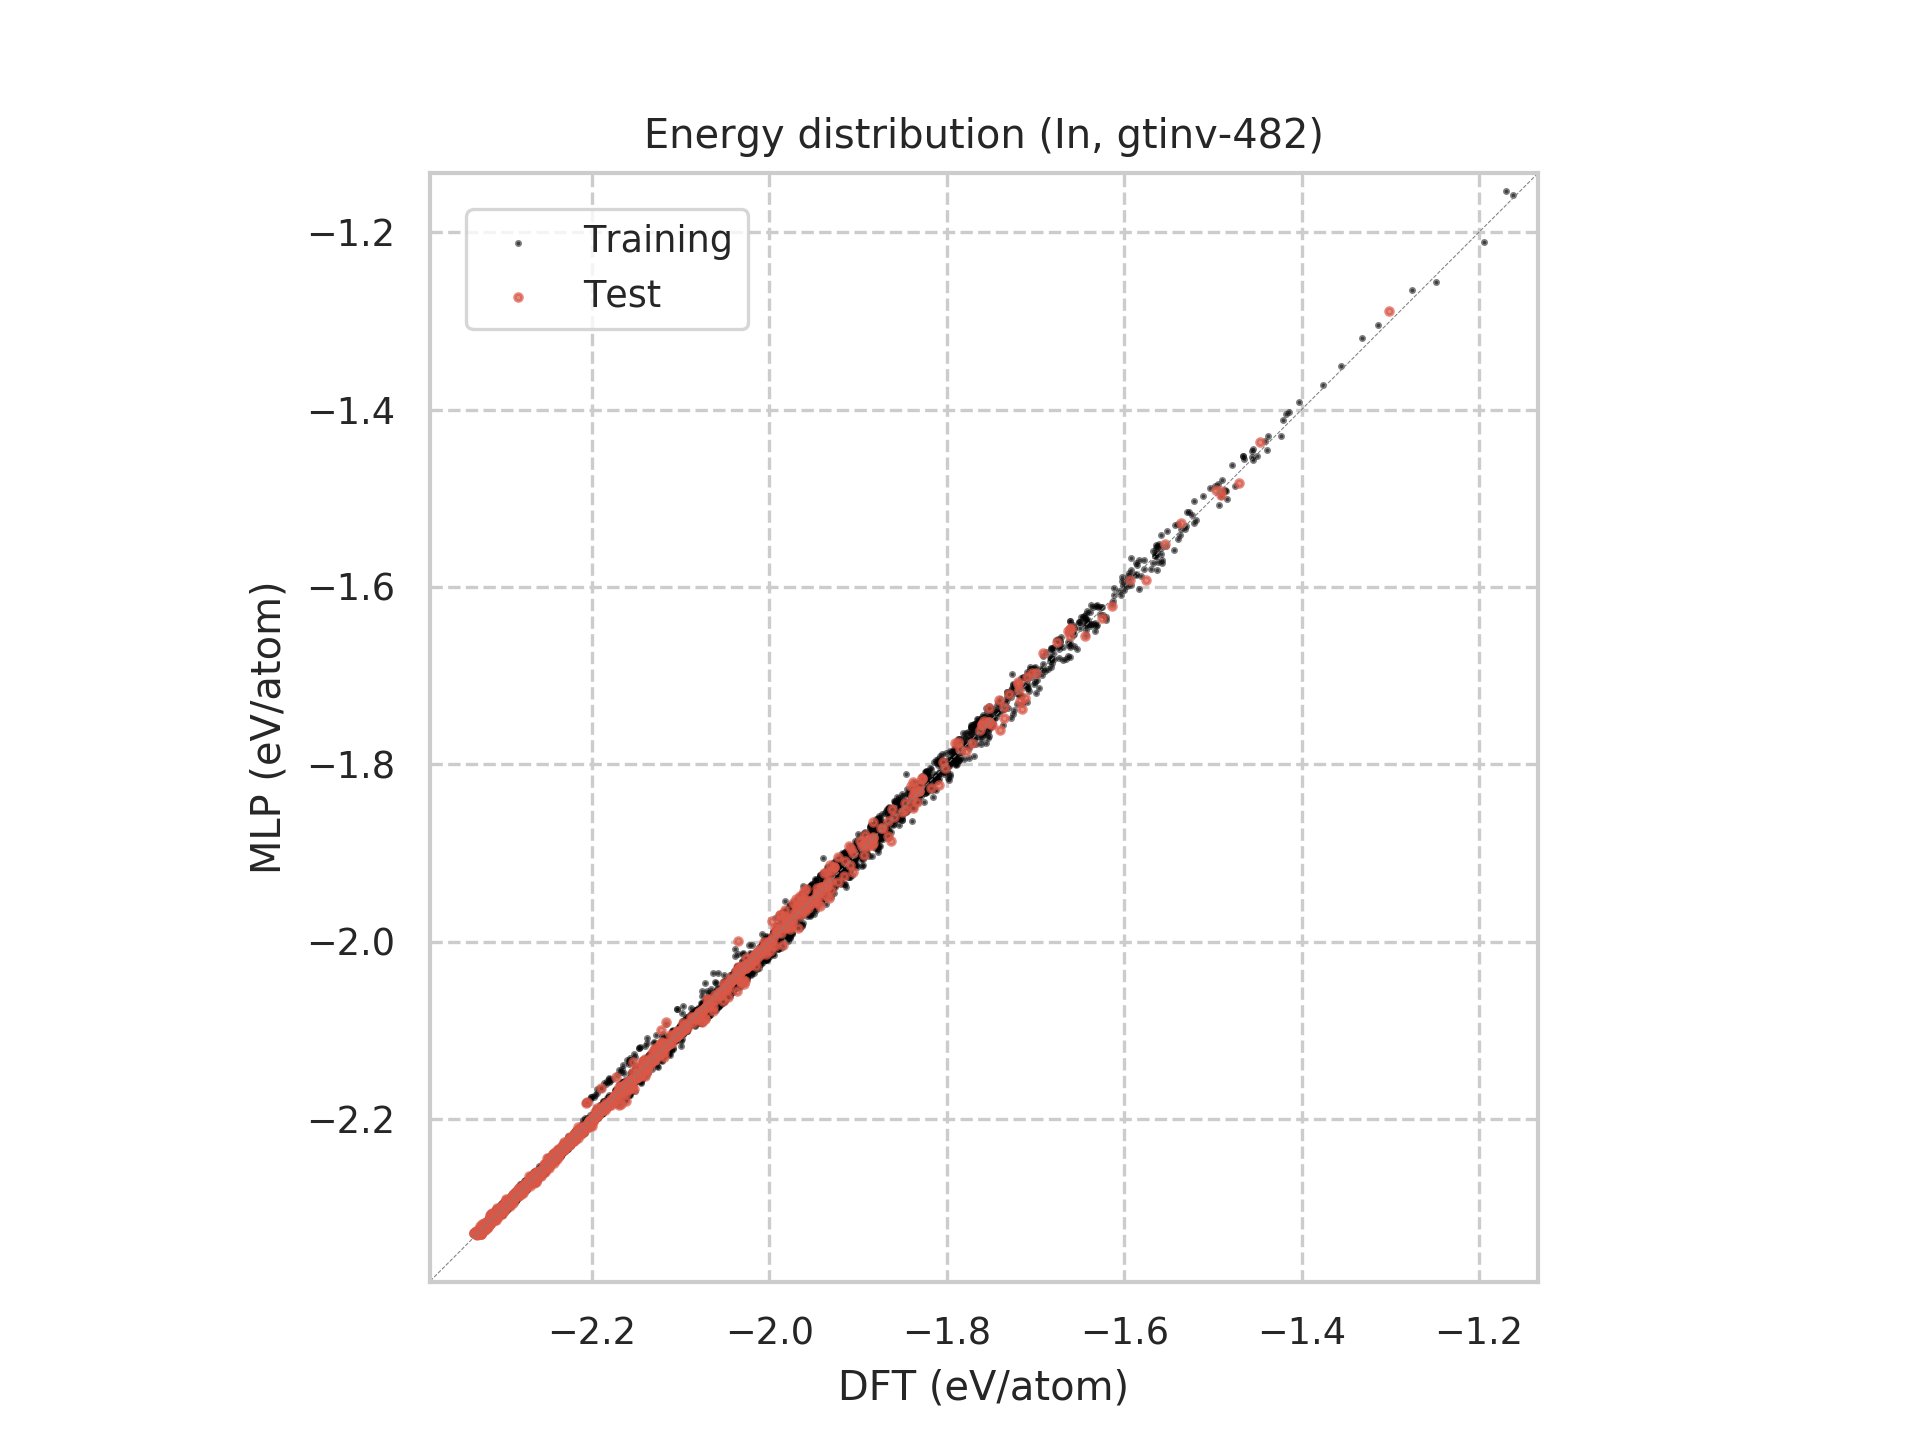 Energy distribution (In, gtinv-482)
Training
Test
−1.2
−1.4
−1.6
−1.8
−2.0
−2.2
MLP (eV/atom)
−2.2 −2.0 −1.8 −1.6 −1.4 −1.2
DFT (eV/atom)